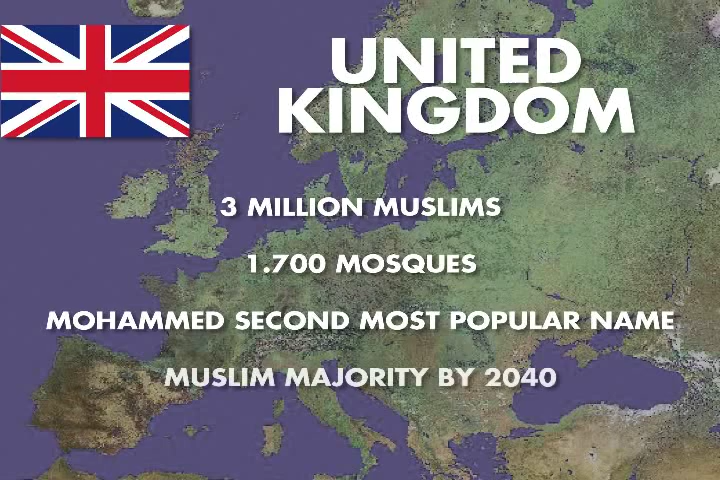 UNITED
KINGDOM
3 MILLION MUSLIMS
1.700 MOSQUES
MOHAMMED SECOND MOST POPULAR NAME
MUSLIM MAJORITY BY 2040